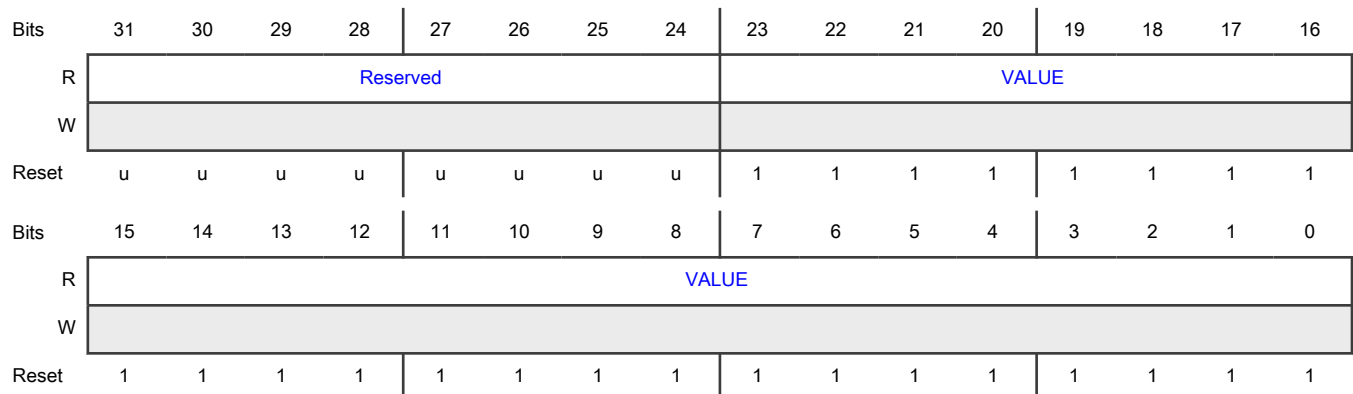 Bits 31 30 29 28 27 26 25 24 23 22 21 20 19 18 17 16
R Reserved VALUE
W
Reset u u u u u u u u 1 1 1 1 1 1 1 1
Bits 15 14 13 12 11 10 9 8 7 6 5 4 3 2 1 0
R VALUE
W
Reset 1 1 1 1 1 1 1 1 1 1 1 1 1 1 1 1